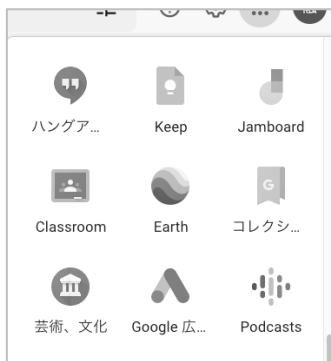 ハングア...
Keep
Jamboard
Classroom
Earth
コレクシ...
芸術、文化
Google 広...
Podcasts